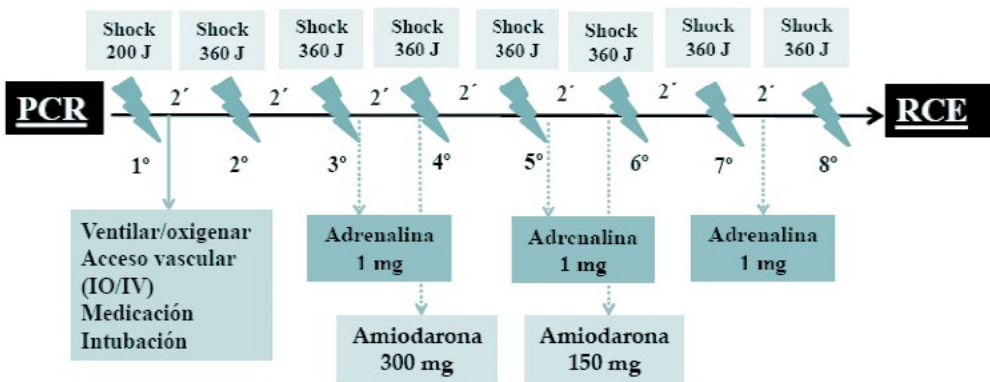 Shock
200 J
Shock
360 J
Shock
360 J
Shock
360 J
Shock
360 J
Shock
360 J
Shock
360 J
Shock
360 J
PCR
2´
2´
2´
2´
2´
2´
2´
RCE
1º
2º
3º
4º
5º
6º
7º
8º
Ventilar/oxigenar
Acceso vascular
(IO/IV)
Medicación
Intubación
Adrenalina
1 mg
Adrenalina
1 mg
Adrenalina
1 mg
Amiodarona
300 mg
Amiodarona
150 mg